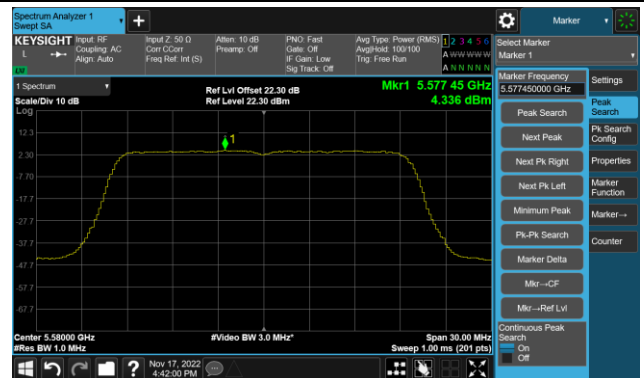 Spectrum Analyzer 1
Swept SA
Marker
KEYSIGHT
L
LW
Input: RF
Coupling: AC
Align: Auto
Input Z: 50 Ω
Corr CCorr
Freq Ref: Int (S)
Atten: 10 dB
Preamp: Off
PNO: Fast
Gate: Off
IF Gain: Low
Sig Track: Off
Avg Type: Power (RMS)
Avg|Hold: 100/100
Trig: Free Run
1 2 3 4 5 6
A W W W W W
A N N N N N
Select Marker
Marker 1
1 Spectrum
Scale/Div 10 dB
Log
Ref Lvl Offset 22.30 dB
Ref Level 22.30 dBm
Mkr1 5.577 45 GHz
4.336 dBm
12.3
2.30
-7.70
-17.7
-27.7
-37.7
-47.7
-57.7
-67.7
1
Center 5.58000 GHz
#Res BW 1.0 MHz
#Video BW 3.0 MHz*
Span 30.00 MHz
Sweep 1.00 ms (201 pts)
Marker Frequency
5.577450000 GHz
Peak Search
Next Peak
Next Pk Right
Next Pk Left
Minimum Peak
Pk-Pk Search
Marker Delta
Mkr→CF
Mkr→Ref Lvl
Continuous Peak
Search
On
Off
Settings
Peak
Search
Pk Search
Config
Properties
Marker
Function
Marker→
Counter
Nov 17, 2022
4:42:00 PM